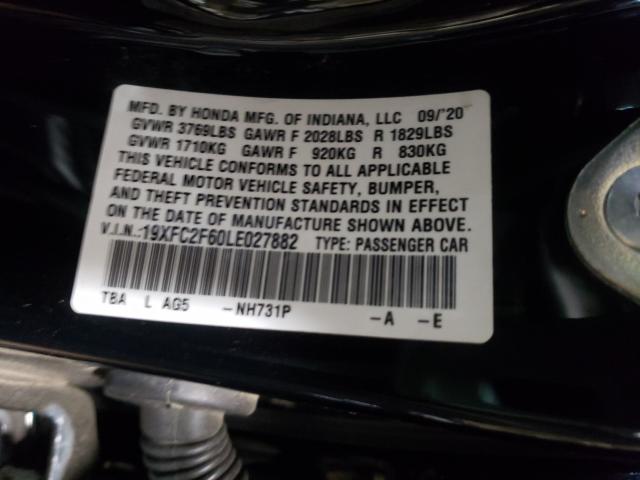 MFD. BY HONDA MFG. OF INDIANA, LLC 09/'20
GVWR 3769LBS GAWR F 2028LBS R 1829LBS
GVWR 1710KG GAWR F 920KG R 830KG
THIS VEHICLE CONFORMS TO ALL APPLICABLE
FEDERAL MOTOR VEHICLE SAFETY, BUMPER,
AND THEFT PREVENTION STANDARDS IN EFFECT
ON THE DATE OF MANUFACTURE SHOWN ABOVE.
V.I.N.:19XFC2F60LE027882 TYPE: PASSENGER CAR
TBA L AG5 -NH731P -A -E